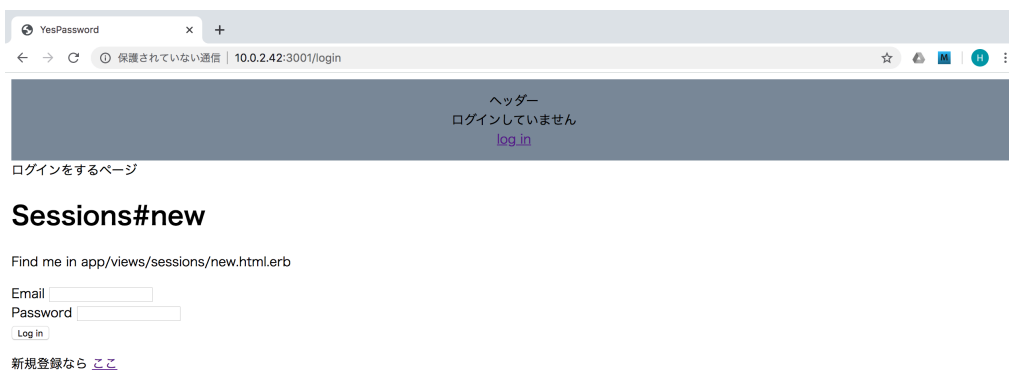 YesPassword
保護されていない通信 10.0.2.42:3001/login
M
H
ヘッダー
ログインしていません
log in
ログインをするページ
Sessions#new
Find me in app/views/sessions/new.html.erb
Email
Password
Log in
新規登録なら ここ